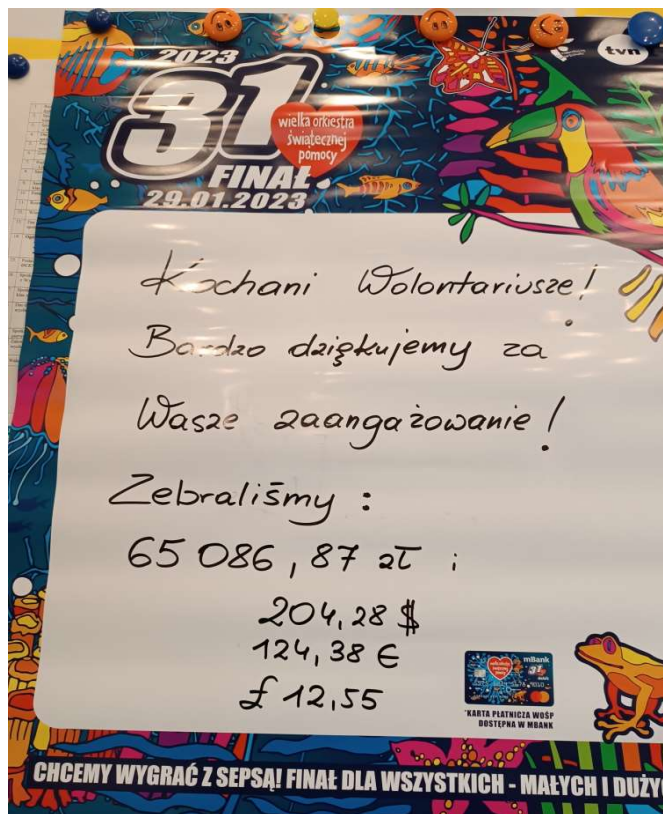 2023
31
wielka orkiestra
świątecznej
pomocy
FINAŁ
29.01.2023
tvn
Kochani Wolontariusze!
Bardzo dziękujemy za
Wasze zaangażowanie!
Zebraliśmy :
65 086,87 zł i
204,28 $
124,38 €
£ 12,55
mBank
*KARTA PŁATNICZA WOŚP
DOSTĘPNA W MBANK
CHCEMY WYGRAĆ Z SEPSĄ! FINAŁ DLA WSZYSTKICH - MAŁYCH I